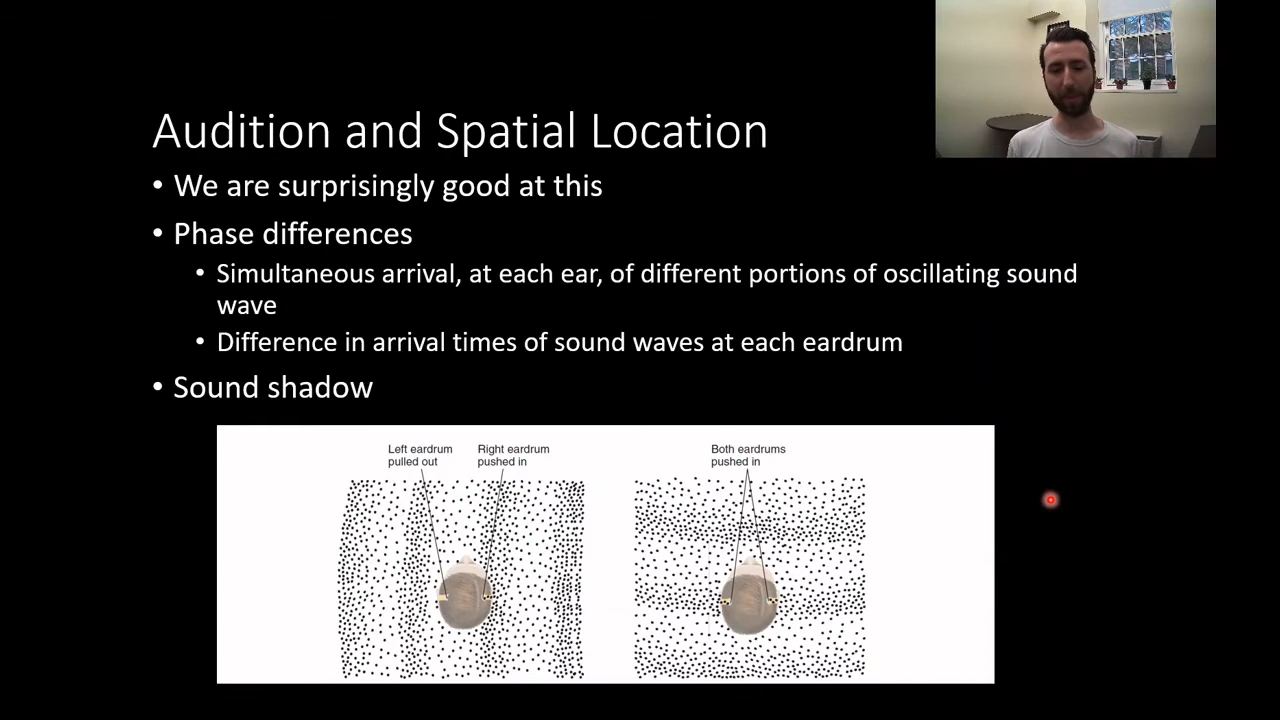 Audition and Spatial Location
• We are surprisingly good at this
• Phase differences
• Simultaneous arrival, at each ear, of different portions of oscillating sound
wave
• Difference in arrival times of sound waves at each eardrum
• Sound shadow
Left eardrum
pulled out
Right eardrum
pushed in
Both eardrums
pushed in